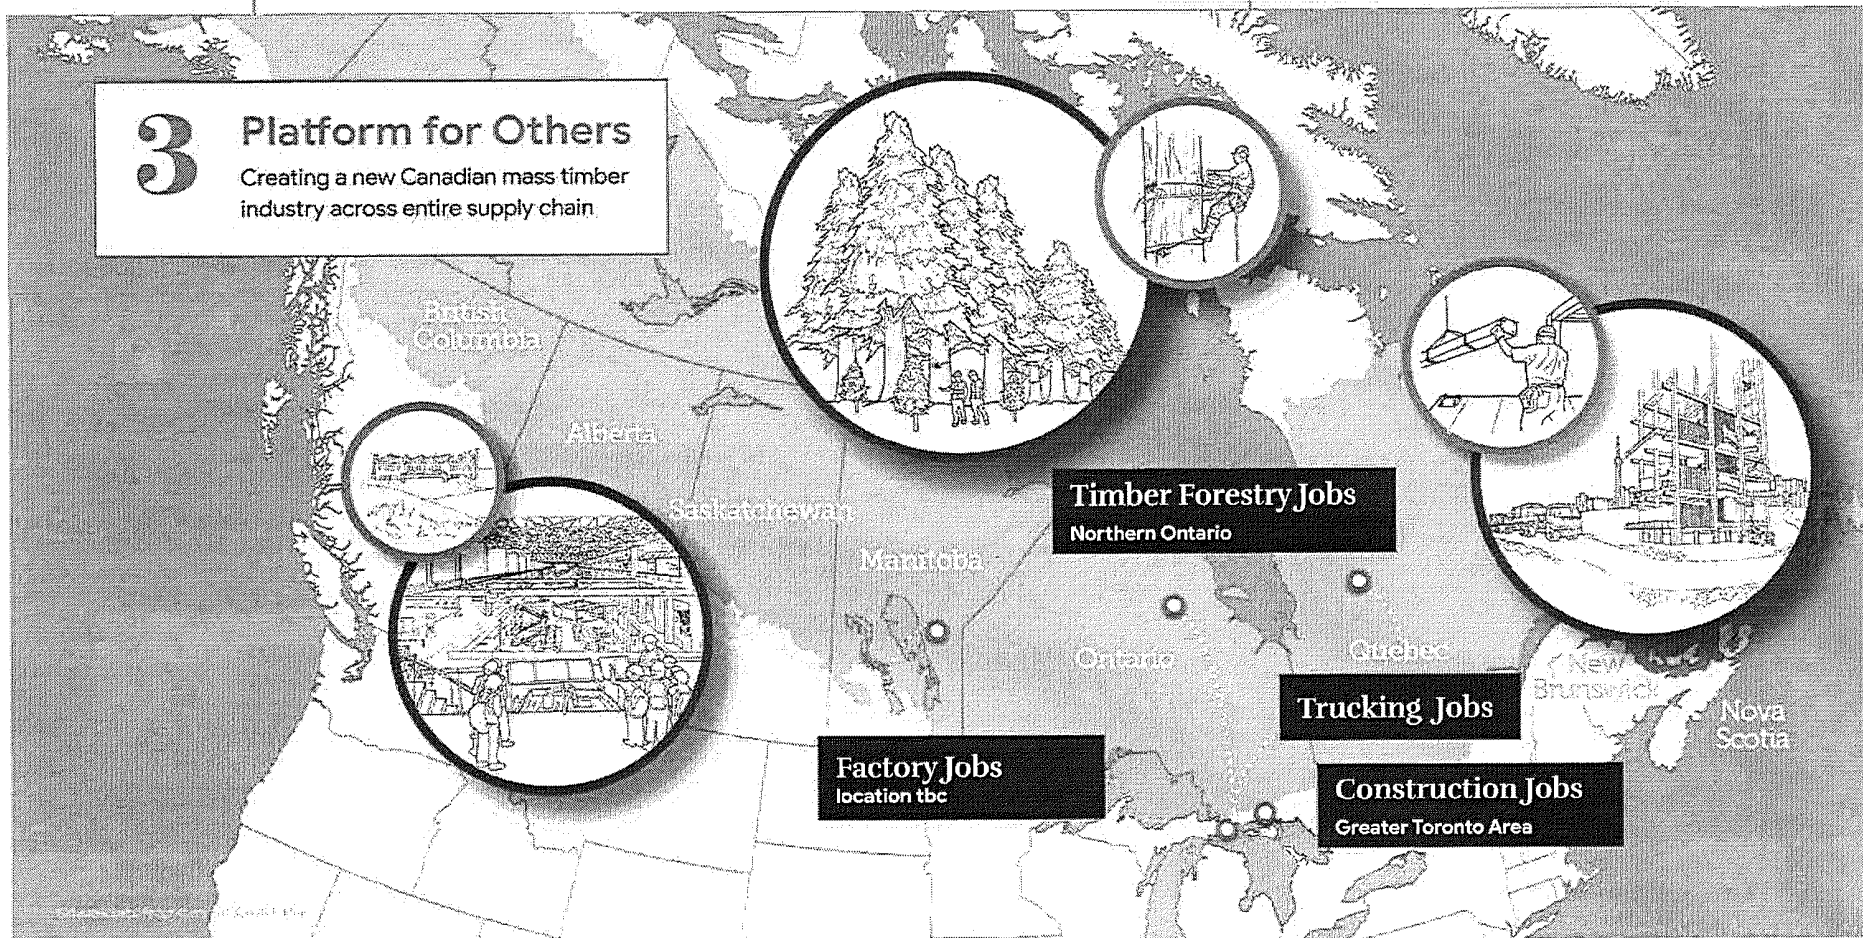 3
Platform for Others
Creating a new Canadian mass timber
industry across entire supply chain
British
Columbia
Alberta
Saskatchewan
Manitoba
Timber Forestry Jobs
Northern Ontario
Ontario
Québec
New
Brunswick
Nova
Scotia
Trucking Jobs
Factory Jobs
location tbc
Construction Jobs
Greater Toronto Area